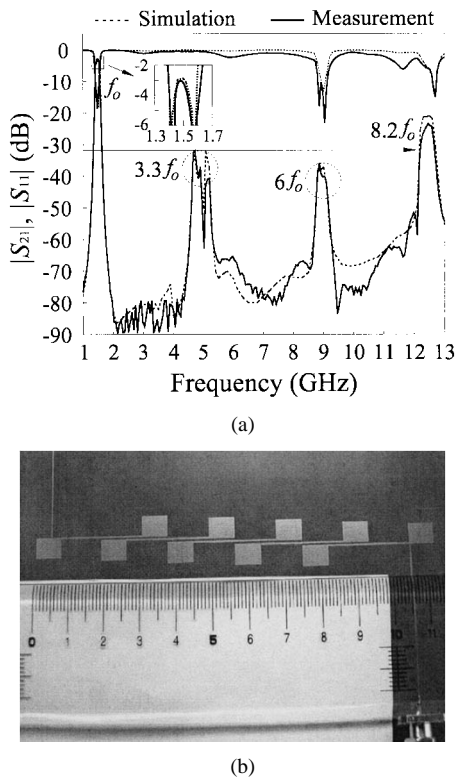 Simulation Measurement
0
-10
-20
-30
-40
-50
-60
-70
-80
-90
|S21|, |S11| (dB)
fo
-2
-4
-6
1.3 1.5 1.7
3.3fo
6fo
8.2fo
1 2 3 4 5 6 7 8 9 10 11 12 13
Frequency (GHz)
(a)
0 1 2 3 4 5 6 7 8 9 10 11
(b)